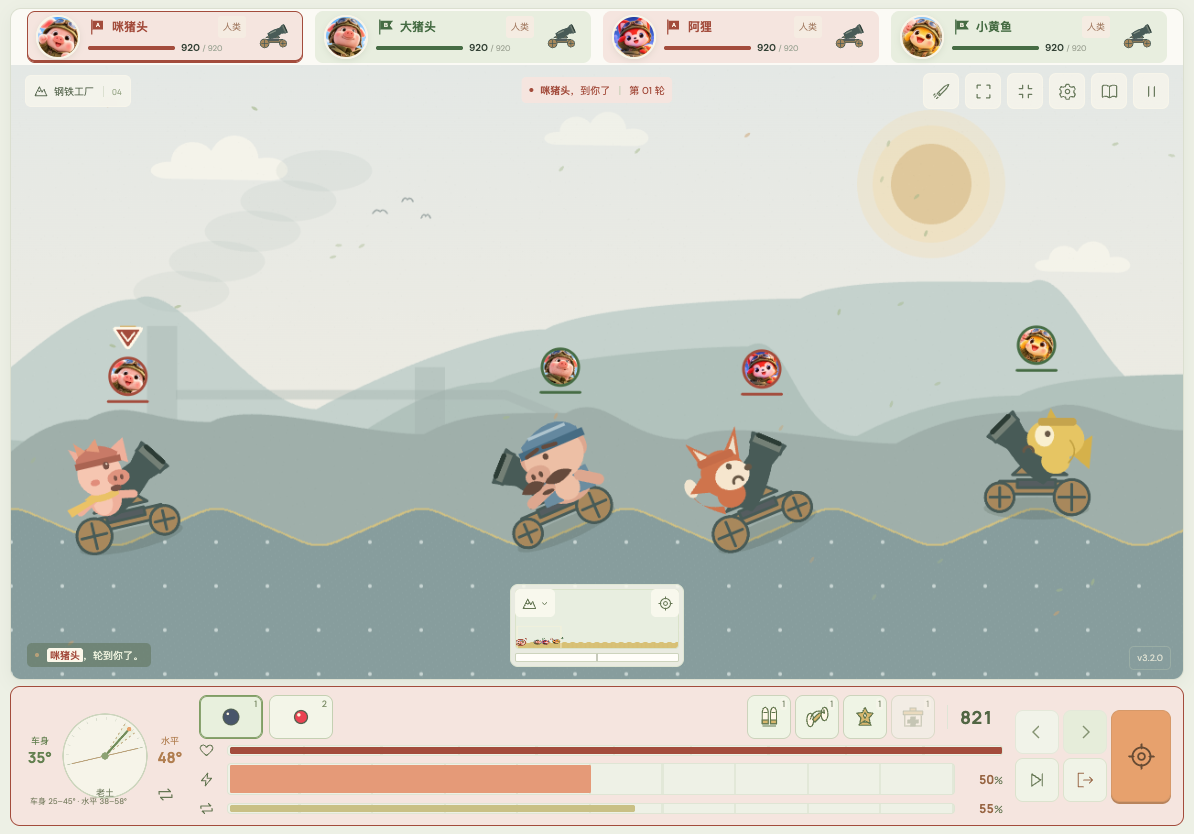 A 咪猪头 人类 920 / 920
B 大猪头 人类 920 / 920
A 阿狸 人类 920 / 920
B 小黄鱼 人类 920 / 920
钢铁工厂 04
咪猪头，到你了 第 01 轮
咪猪头，轮到你了。
v3.2.0
车身 35°
水平 48°
老土
车身 25–45° · 水平 38–58°
1 2
1 1 1 1
821
50%
55%